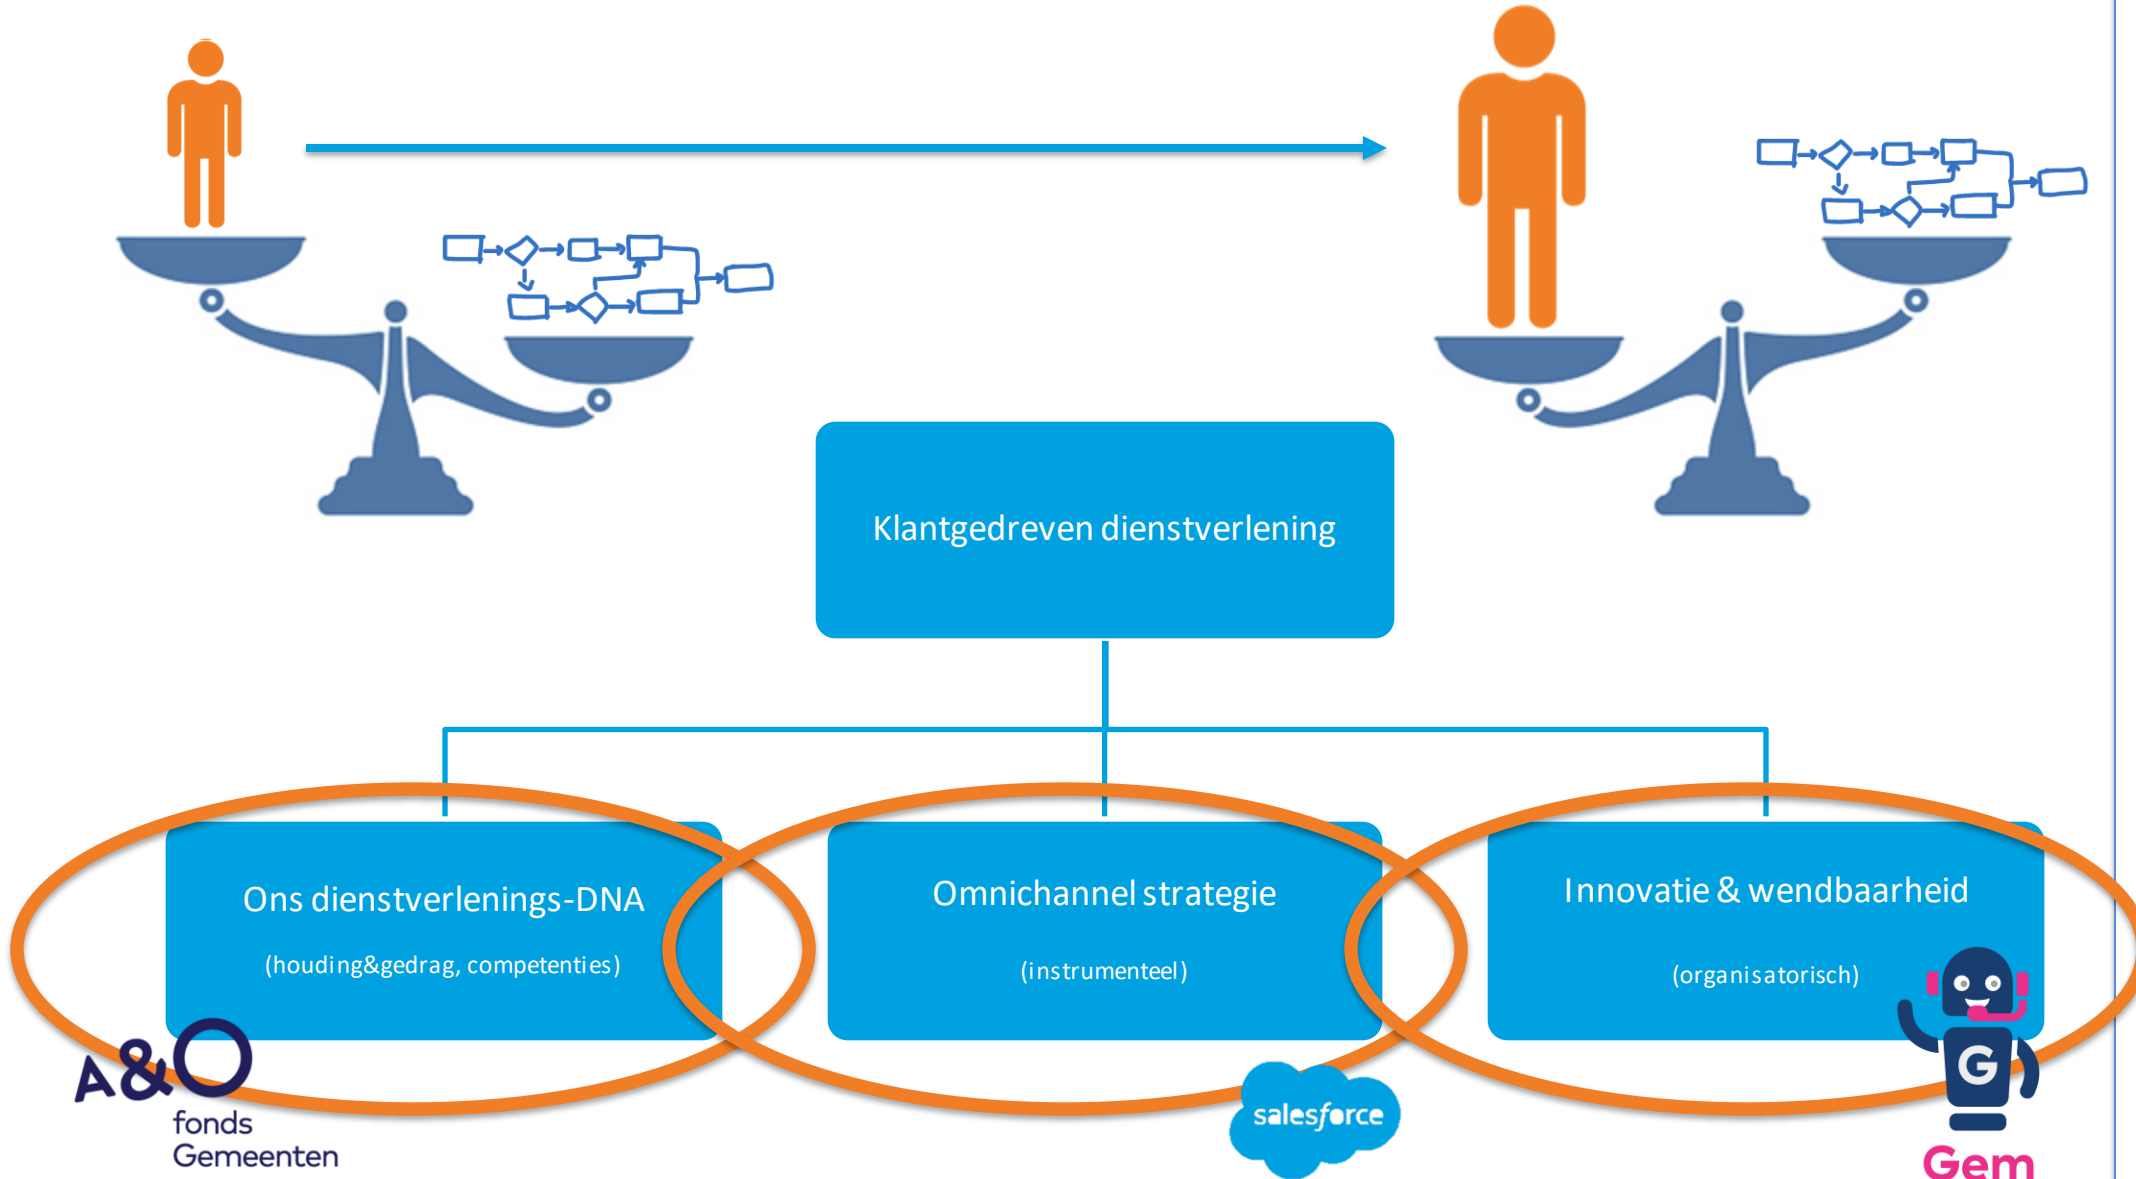 Klantgedreven dienstverlening
Ons dienstverlenings-DNA
(houding&gedrag, competenties)
Omnichannel strategie
(instrumenteel)
Innovatie & wendbaarheid
(organisatorisch)
A&O
fonds
Gemeenten
salesforce
G
Gem